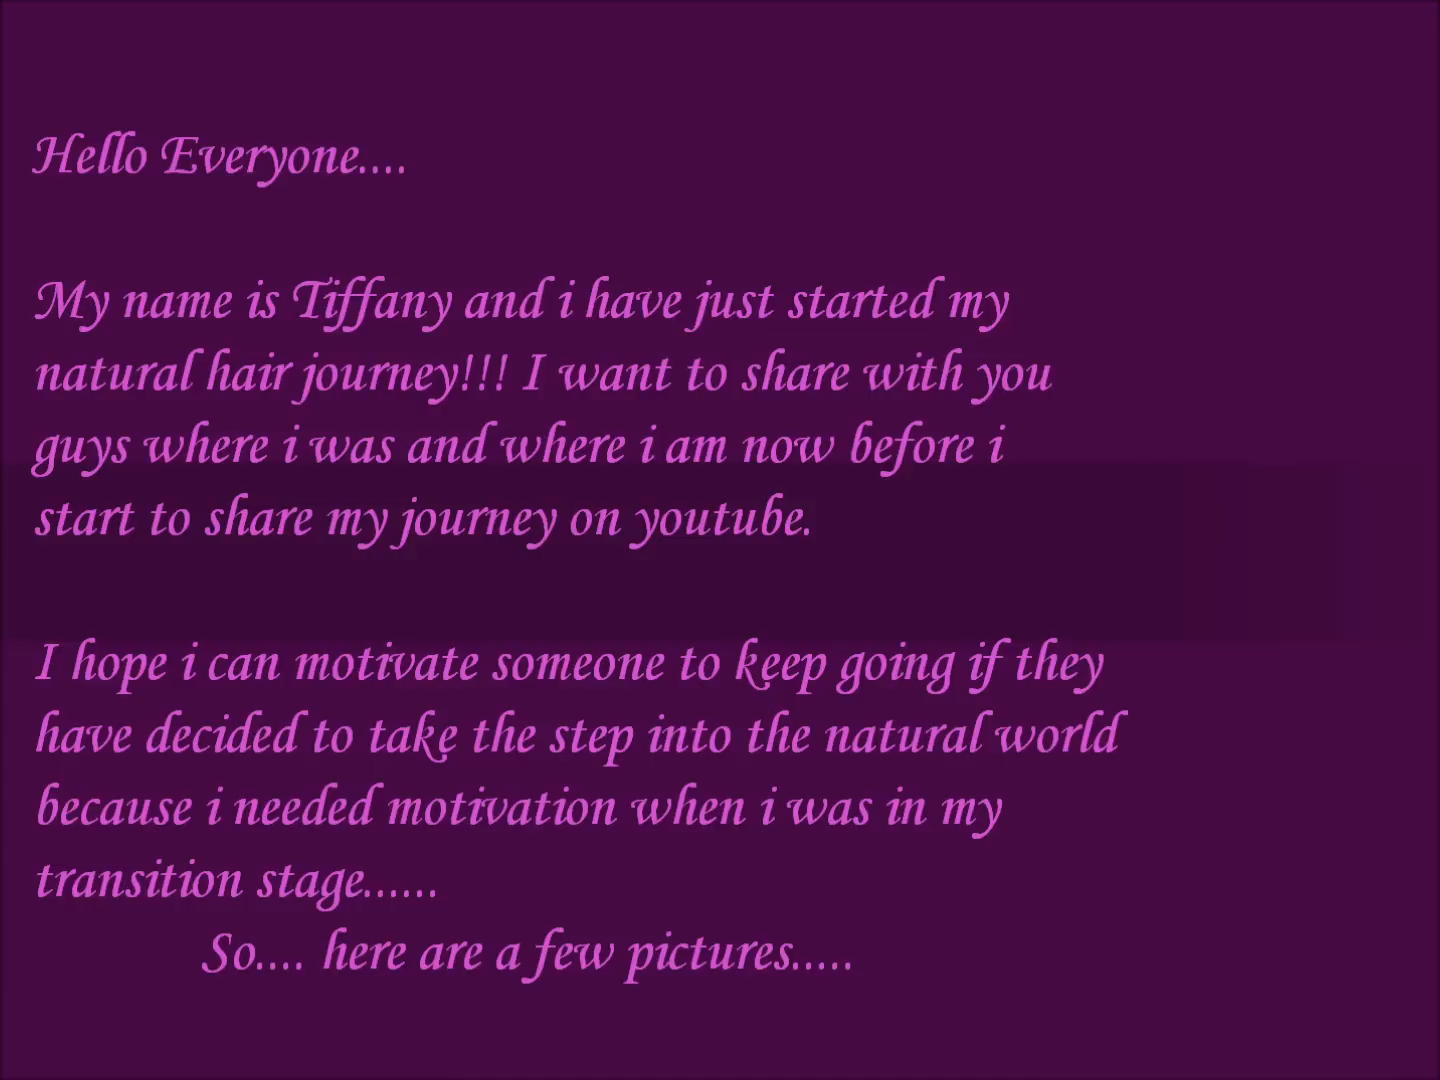 Hello Everyone....
My name is Tiffany and i have just started my
natural hair journey!!! I want to share with you
guys where i was and where i am now before i
start to share my journey on youtube.
I hope i can motivate someone to keep going if they
have decided to take the step into the natural world
because i needed motivation when i was in my
transition stage......
So.... here are a few pictures.....